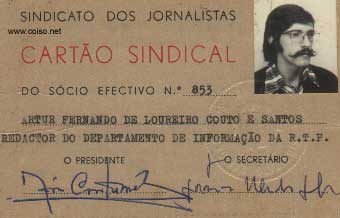 SINDICATO DOS JORNALISTAS
www.coiso.net
CARTÃO SINDICAL
DO SÓCIO EFECTIVO N.º 853
ARTUR FERNANDO DE LOUREIRO COUTO E SANTOS
REDACTOR DO DEPARTAMENTO DE INFORMAÇÃO DA R.T.P.
O PRESIDENTE O SECRETÁRIO